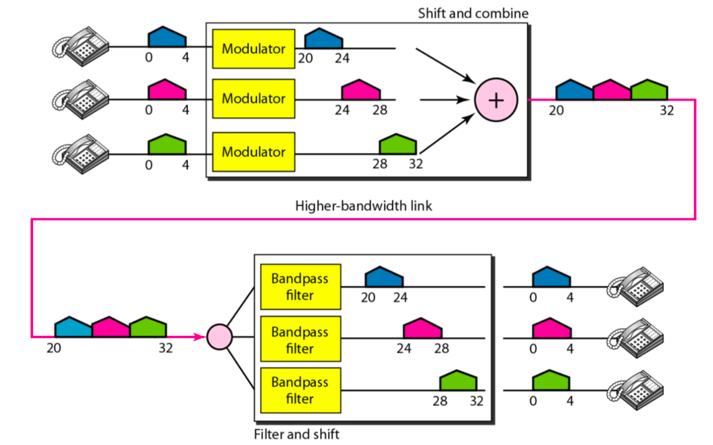 Shift and combine
Modulator
0 4
20 24
Modulator
0 4
24 28
+
20 32
Modulator
0 4
28 32
Higher-bandwidth link
Bandpass
filter
20 24
0 4
20 32
Bandpass
filter
24 28
0 4
Bandpass
filter
28 32
0 4
Filter and shift